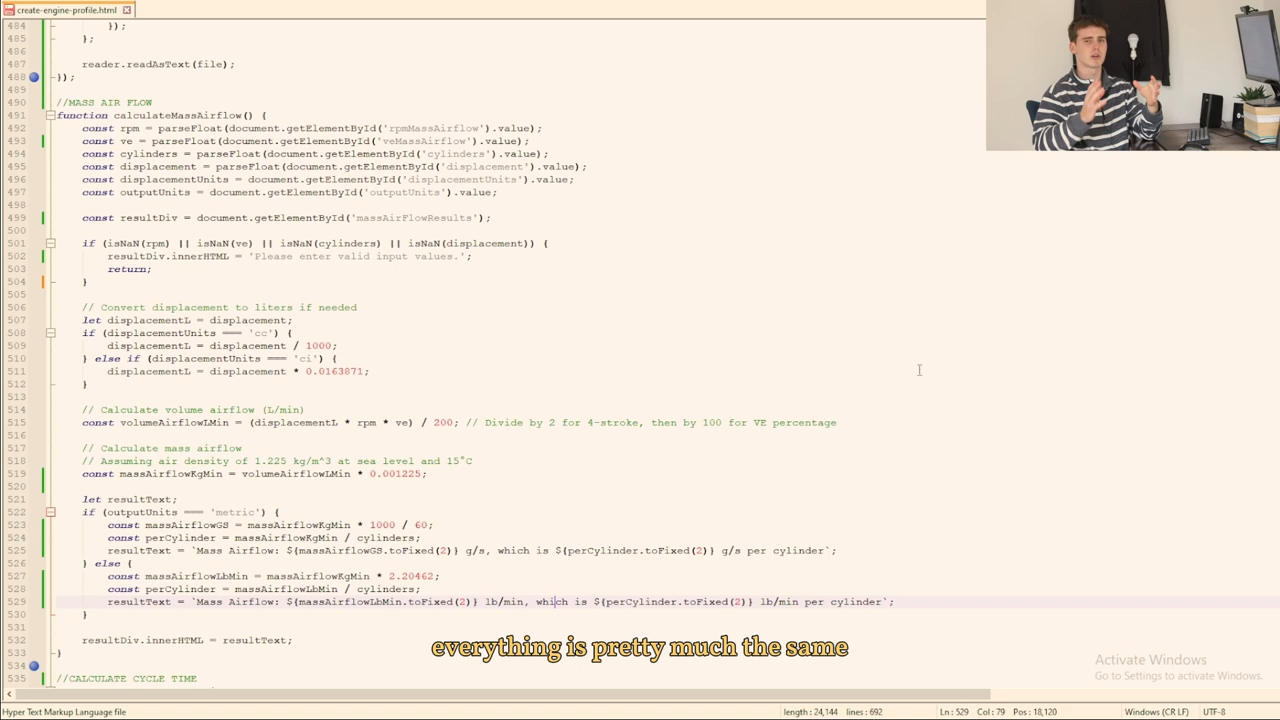 create-engine-profile.html
484 });
485 };
486
487 reader.readAsText(file);
488 });
489
490 //MASS AIR FLOW
491 function calculateMassAirflow() {
492 const rpm = parseFloat(document.getElementById('rpmMassAirflow').value);
493 const ve = parseFloat(document.getElementById('veMassAirflow').value);
494 const cylinders = parseFloat(document.getElementById('cylinders').value);
495 const displacement = parseFloat(document.getElementById('displacement').value);
496 const displacementUnits = document.getElementById('displacementUnits').value;
497 const outputUnits = document.getElementById('outputUnits').value;
498
499 const resultDiv = document.getElementById('massAirFlowResults');
500
501 if (isNaN(rpm) || isNaN(ve) || isNaN(cylinders) || isNaN(displacement)) {
502 resultDiv.innerHTML = 'Please enter valid input values.';
503 return;
504 }
505
506 // Convert displacement to liters if needed
507 let displacementL = displacement;
508 if (displacementUnits === 'cc') {
509 displacementL = displacement / 1000;
510 } else if (displacementUnits === 'ci') {
511 displacementL = displacement * 0.0163871;
512 }
513
514 // Calculate volume airflow (L/min)
515 const volumeAirflowLMin = (displacementL * rpm * ve) / 200; // Divide by 2 for 4-stroke, then by 100 for VE percentage
516
517 // Calculate mass airflow
518 // Assuming air density of 1.225 kg/m^3 at sea level and 15°C
519 const massAirflowKgMin = volumeAirflowLMin * 0.001225;
520
521 let resultText;
522 if (outputUnits === 'metric') {
523 const massAirflowGS = massAirflowKgMin * 1000 / 60;
524 const perCylinder = massAirflowKgMin / cylinders;
525 resultText = `Mass Airflow: ${massAirflowGS.toFixed(2)} g/s, which is ${perCylinder.toFixed(2)} g/s per cylinder`;
526 } else {
527 const massAirflowLbMin = massAirflowKgMin * 2.20462;
528 const perCylinder = massAirflowLbMin / cylinders;
529 resultText = `Mass Airflow: ${massAirflowLbMin.toFixed(2)} lb/min, which is ${perCylinder.toFixed(2)} lb/min per cylinder`;
530 }
531
532 resultDiv.innerHTML = resultText;
533 }
534
535 //CALCULATE CYCLE TIME
everything is pretty much the same
Activate Windows
Go to Settings to activate Windows.
Hyper Text Markup Language file length : 24,144 lines : 692 Ln : 529 Col : 79 Pos : 18,120 Windows (CR LF) UTF-8